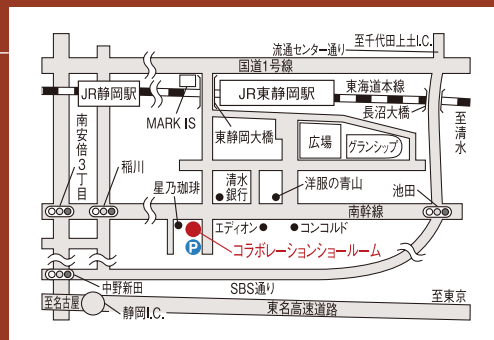 至千代田上土I.C.
流通センター通り
国道1号線
JR静岡駅
JR東静岡駅
東海道本線
MARK IS
長沼大橋
東静岡大橋
至清水
広場
グランシップ
南安倍3丁目
稲川
星乃珈琲
清水
銀行
洋服の青山
池田
南幹線
エディオン
コンコルド
コラボレーションショールーム
P
中野新田
SBS通り
至名古屋
静岡I.C.
東名高速道路
至東京